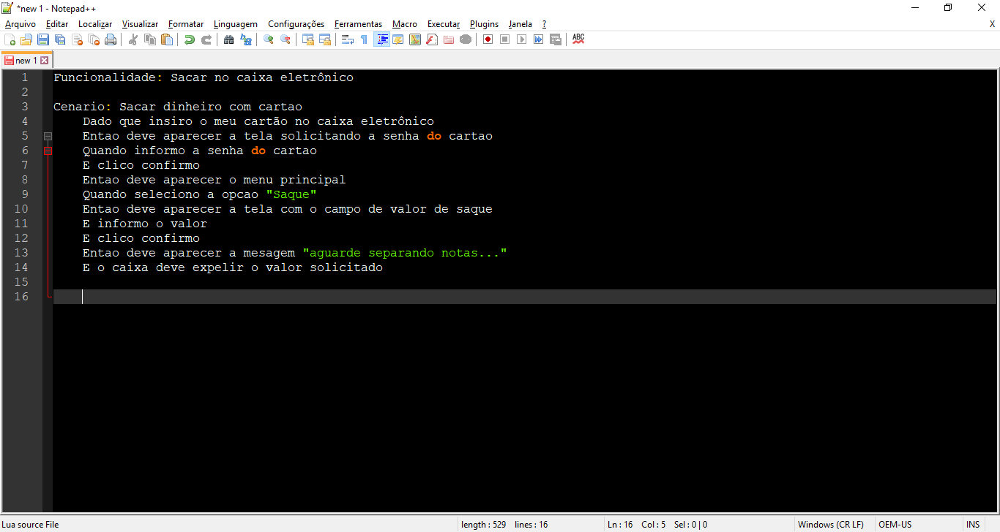 *new 1 - Notepad++
Arquivo Editar Localizar Visualizar Formatar Linguagem Configurações Ferramentas Macro Executar Plugins Janela ? X
ABC
new 1
1 Funcionalidade: Sacar no caixa eletrônico
2
3 Cenario: Sacar dinheiro com cartao
4 Dado que insiro o meu cartão no caixa eletrônico
5 Entao deve aparecer a tela solicitando a senha do cartao
6 Quando informo a senha do cartao
7 E clico confirmo
8 Entao deve aparecer o menu principal
9 Quando seleciono a opcao "Saque"
10 Entao deve aparecer a tela com o campo de valor de saque
11 E informo o valor
12 E clico confirmo
13 Entao deve aparecer a mesagem "aguarde separando notas..."
14 E o caixa deve expelir o valor solicitado
15
16
Lua source File length : 529 lines : 16 Ln : 16 Col : 5 Sel : 0 | 0 Windows (CR LF) OEM-US INS